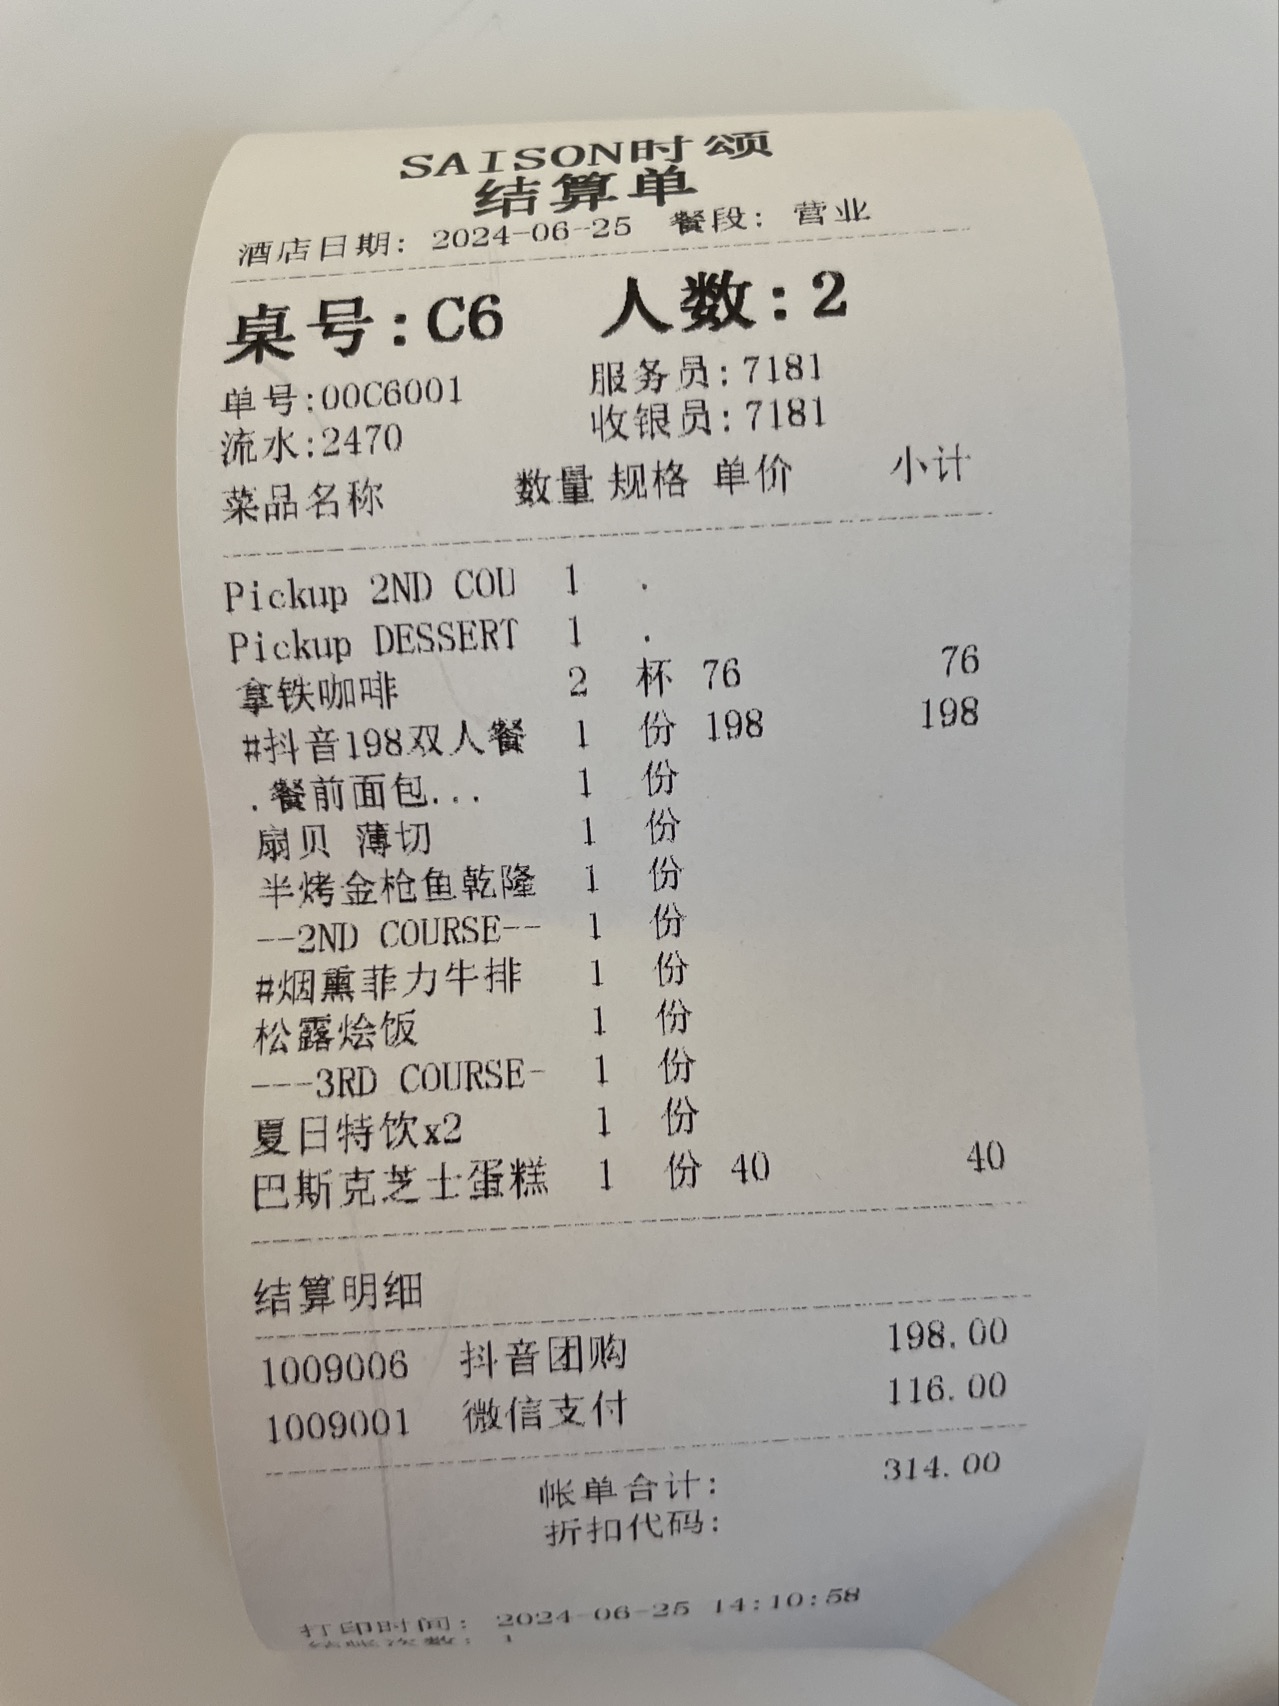 SAISON时颂
结算单
酒店日期: 2024-06-25 餐段: 营业
桌号:C6 人数:2
单号:00C6001 服务员:7181
流水:2470 收银员:7181
菜品名称 数量 规格 单价 小计
Pickup 2ND COU 1 .
Pickup DESSERT 1 .
拿铁咖啡 2 杯 76 76
#抖音198双人餐 1 份 198 198
.餐前面包... 1 份
扇贝 薄切 1 份
半烤金枪鱼乾隆 1 份
--2ND COURSE-- 1 份
#烟薰菲力牛排 1 份
松露烩饭 1 份
---3RD COURSE- 1 份
夏日特饮x2 1 份
巴斯克芝士蛋糕 1 份 40 40
结算明细
1009006 抖音团购 198.00
1009001 微信支付 116.00
帐单合计: 314.00
折扣代码:
打印时间: 2024-06-25 14:10:58
结账次数: 1